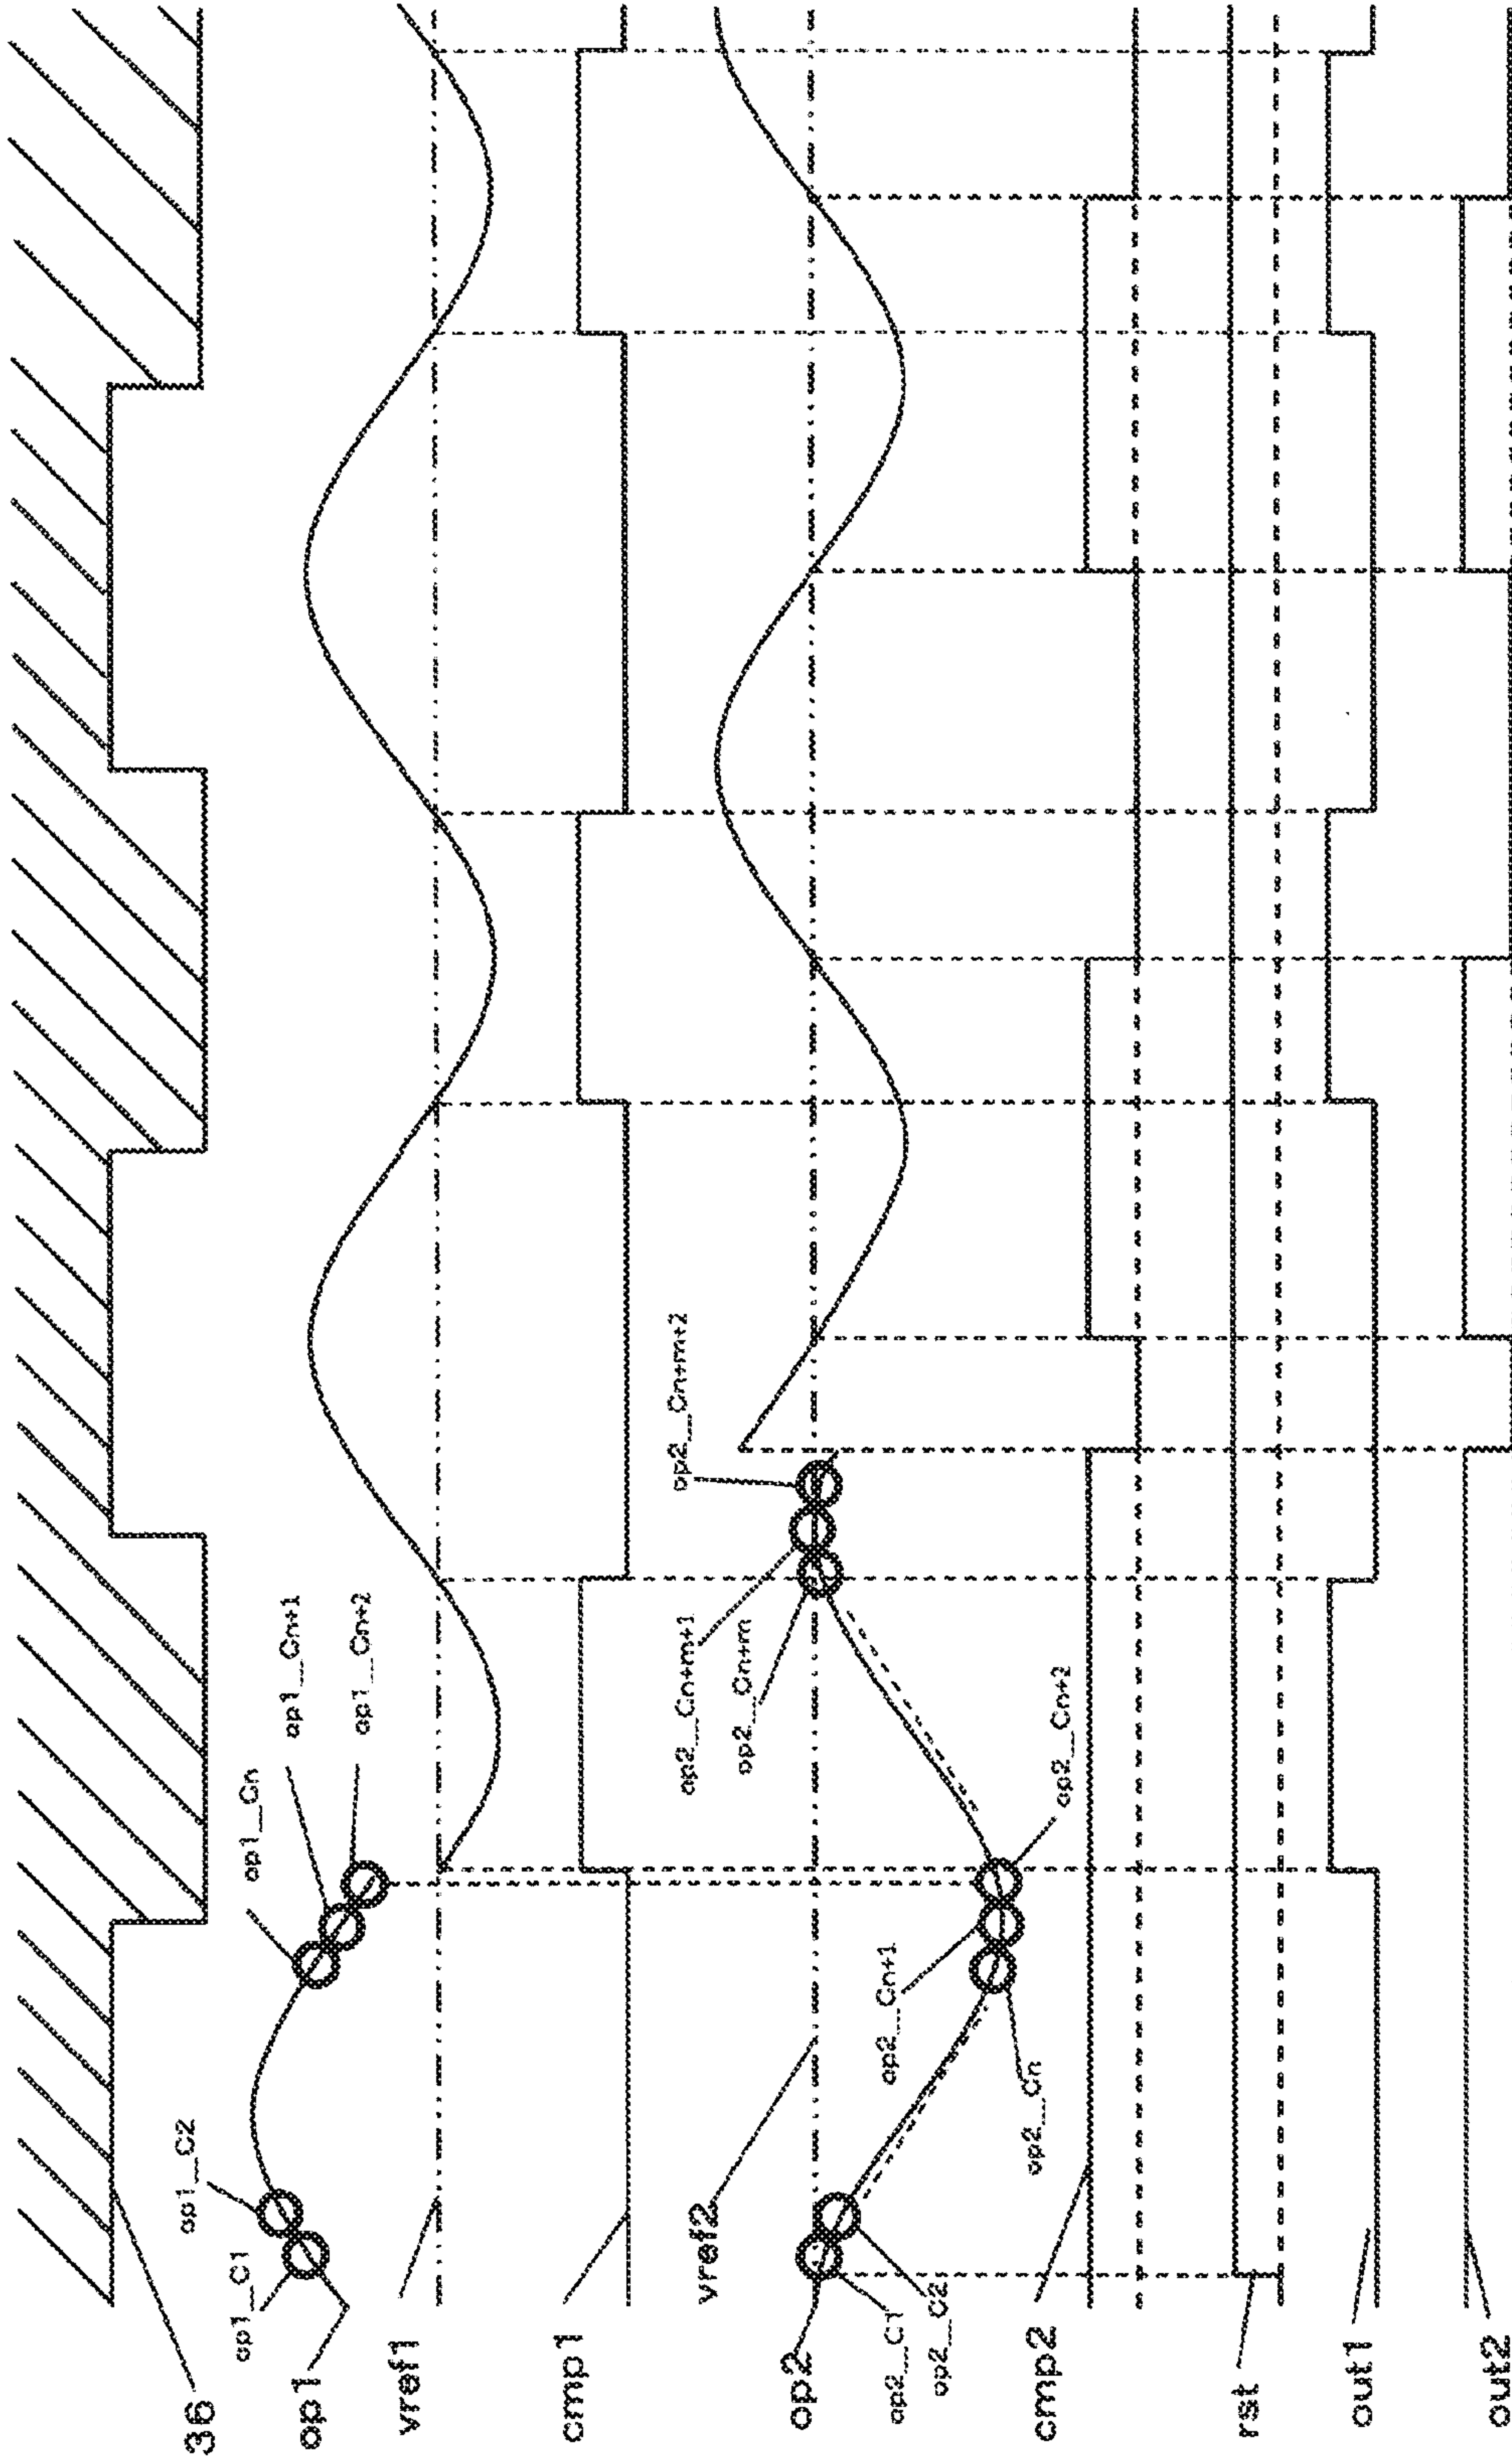 36
op1
op1_C1
op1_C2
op1_Cn
op1_Cn+1
op1_Cn+2
vref1
cmp1
vref2
op2
op2_C1
op2_C2
op2_Cn
op2_Cn+1
op2_Cn+2
op2_Cn+m
op2_Cn+m+1
op2_Cn+m+2
cmp2
rst
out1
out2